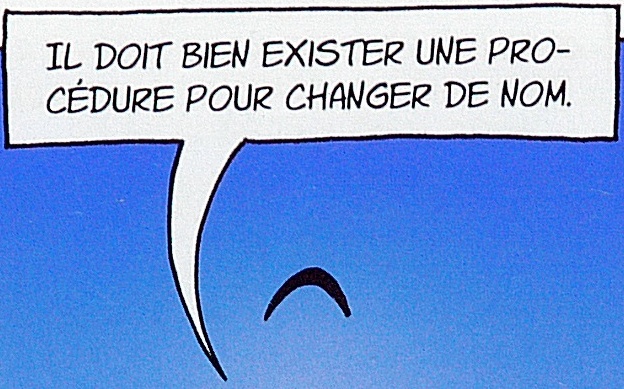 IL DOIT BIEN EXISTER UNE PRO-
CÉDURE POUR CHANGER DE NOM.